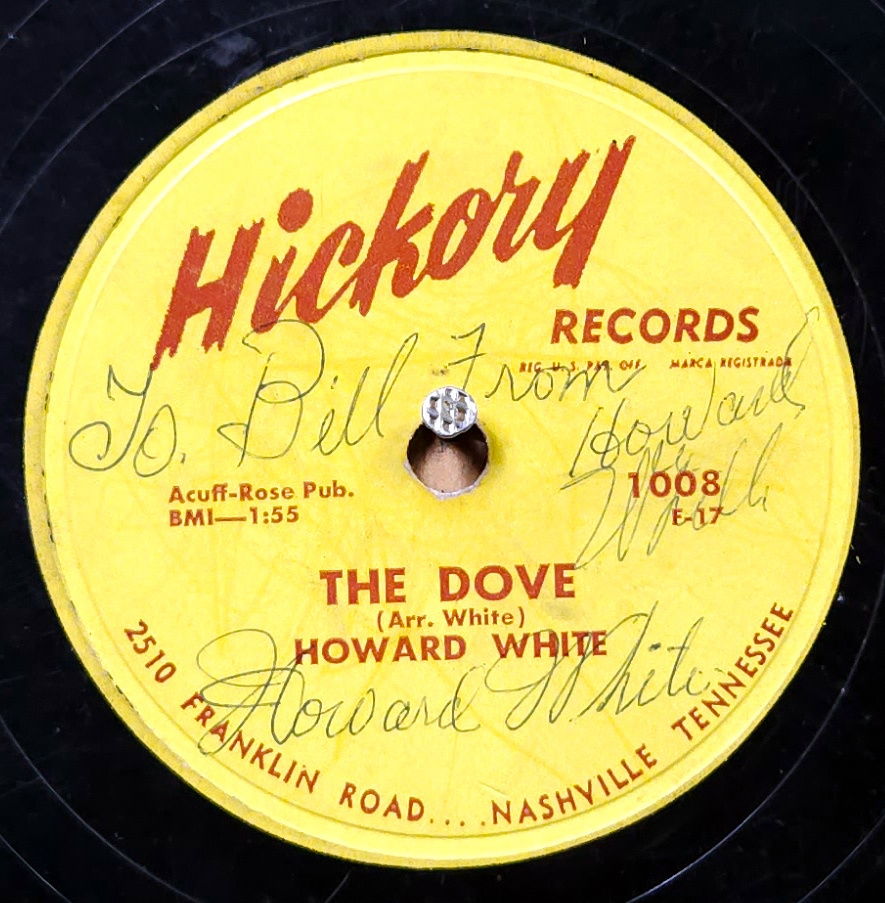 Hickory
RECORDS
REG. U. S. PAT. OFF. MARCA REGISTRADA
To. Bill From
Howard
Acuff-Rose Pub.
BMI—1:55
1008
E-17
THE DOVE
(Arr. White)
HOWARD WHITE
Howard White
2510 FRANKLIN ROAD....NASHVILLE TENNESSEE